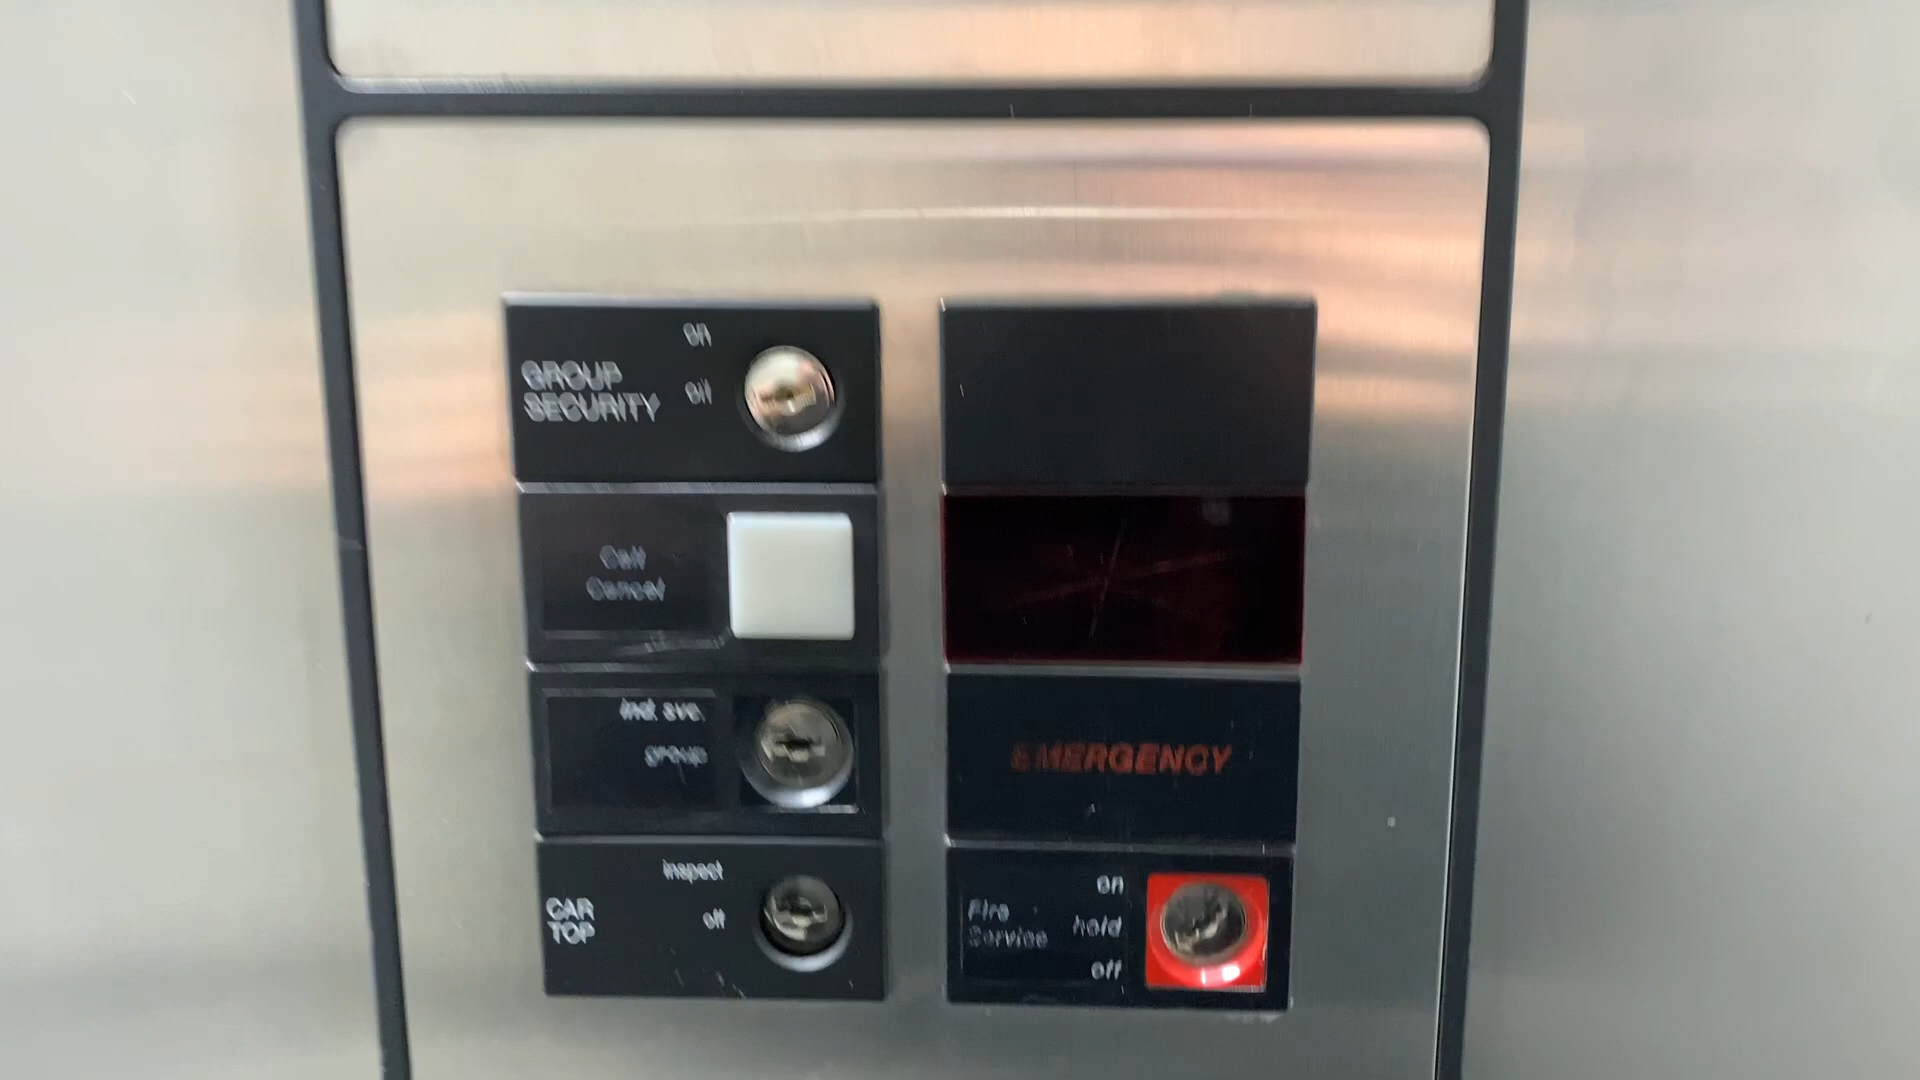 on
GROUP
SECURITY
off
Call
Cancel
ind. svc.
group
inspect
CAR
TOP
off
EMERGENCY
on
Fire
Service
hold
off